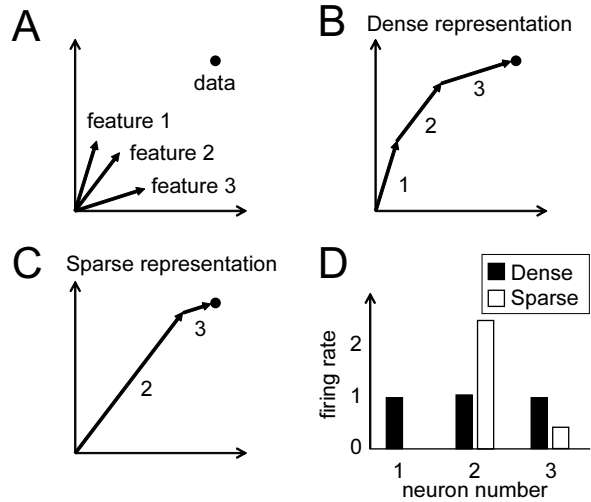 A
data
feature 1
feature 2
feature 3
B
Dense representation
1
2
3
C
Sparse representation
2
3
D
Dense
Sparse
firing rate
2
1
0
1 2 3
neuron number